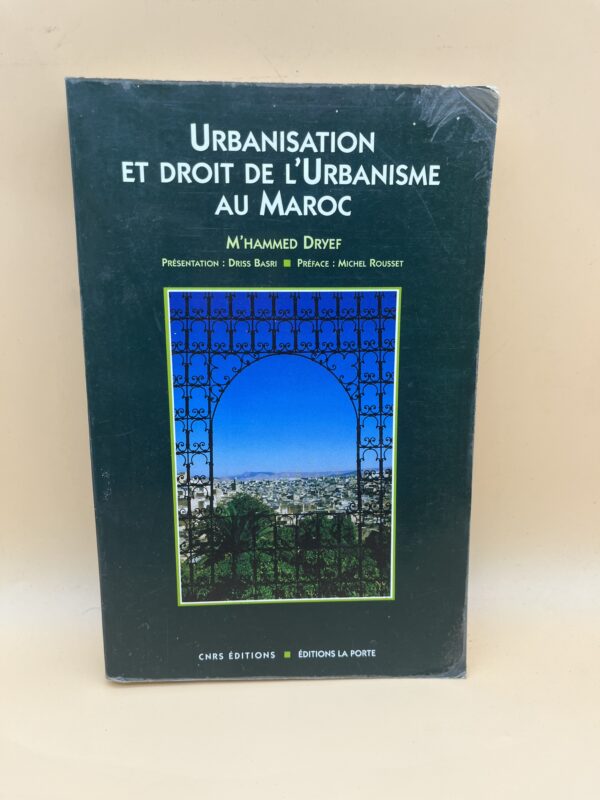 URBANISATION
ET DROIT DE L'URBANISME
AU MAROC
M'HAMMED DRYEF
PRÉSENTATION : DRISS BASRI ■ PRÉFACE : MICHEL ROUSSET
CNRS ÉDITIONS ■ ÉDITIONS LA PORTE